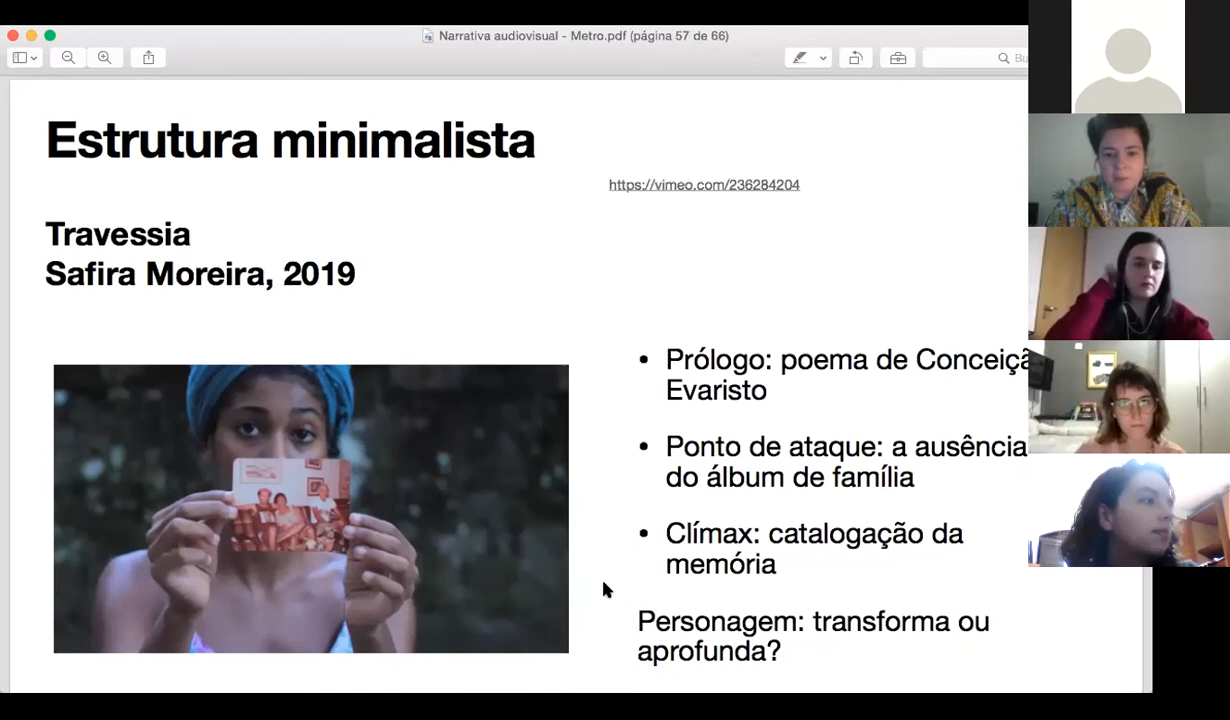 Narrativa audiovisual - Metro.pdf (página 57 de 66)
Estrutura minimalista
https://vimeo.com/236284204
Travessia
Safira Moreira, 2019
• Prólogo: poema de Conceiçã
Evaristo
• Ponto de ataque: a ausência
do álbum de família
• Clímax: catalogação da
memória
Personagem: transforma ou
aprofunda?